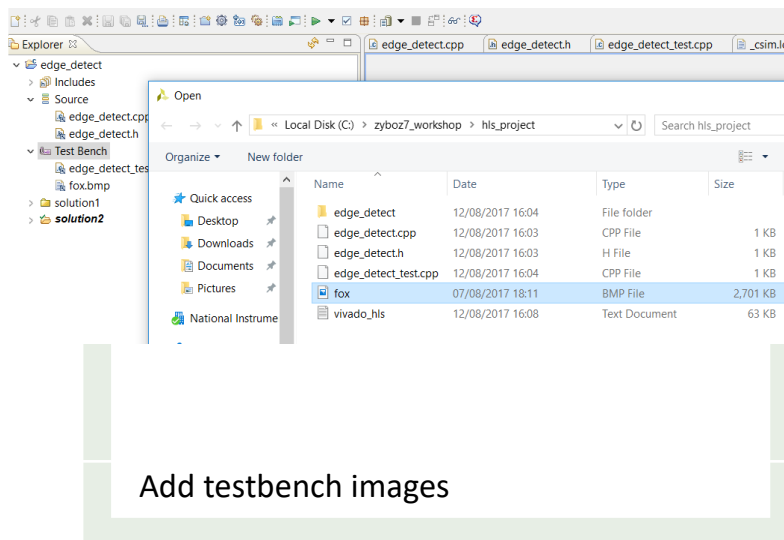 Explorer
edge_detect.cpp
edge_detect.h
edge_detect_test.cpp
edge_detect
Includes
Source
edge_detect.cpp
edge_detect.h
Test Bench
edge_detect_tes
fox.bmp
solution1
solution2
Open
« Local Disk (C:) > zyboz7_workshop > hls_project
Search hls_project
Organize
New folder
Name Date Type Size
Quick access
Desktop
Downloads
Documents
Pictures
National Instrume
edge_detect 12/08/2017 16:04 File folder
edge_detect.cpp 12/08/2017 16:03 CPP File 1 KB
edge_detect.h 12/08/2017 16:03 H File 1 KB
edge_detect_test.cpp 12/08/2017 16:04 CPP File 1 KB
fox 07/08/2017 18:11 BMP File 2,701 KB
vivado_hls 12/08/2017 16:08 Text Document 63 KB
Add testbench images